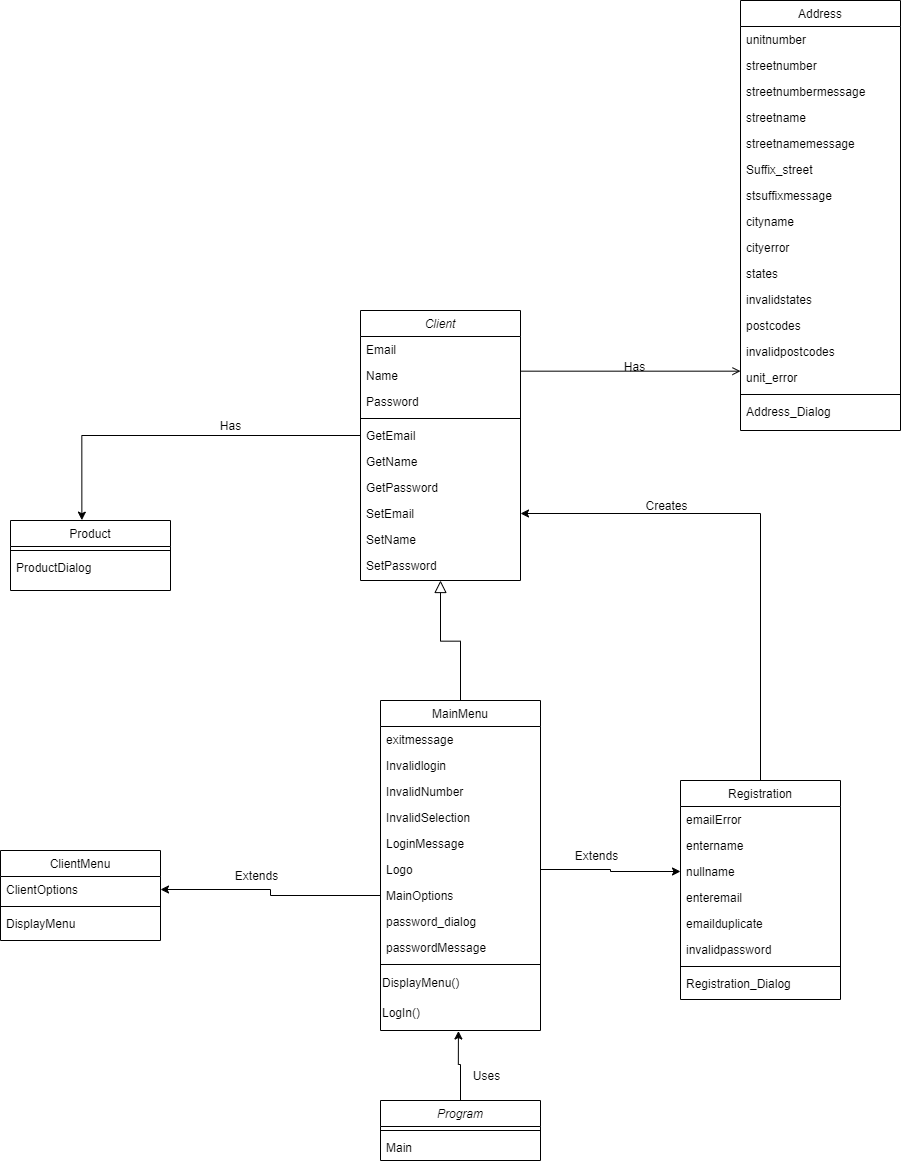 Address
unitnumber
streetnumber
streetnumbermessage
streetname
streetnamemessage
Suffix_street
stsuffixmessage
cityname
cityerror
states
invalidstates
postcodes
invalidpostcodes
unit_error
Address_Dialog
Client
Email
Name
Password
GetEmail
GetName
GetPassword
SetEmail
SetName
SetPassword
Has
Has
Product
ProductDialog
Creates
MainMenu
exitmessage
Invalidlogin
InvalidNumber
InvalidSelection
LoginMessage
Logo
MainOptions
password_dialog
passwordMessage
DisplayMenu()
LogIn()
Registration
emailError
entername
nullname
enteremail
emailduplicate
invalidpassword
Registration_Dialog
Extends
Extends
ClientMenu
ClientOptions
DisplayMenu
Uses
Program
Main